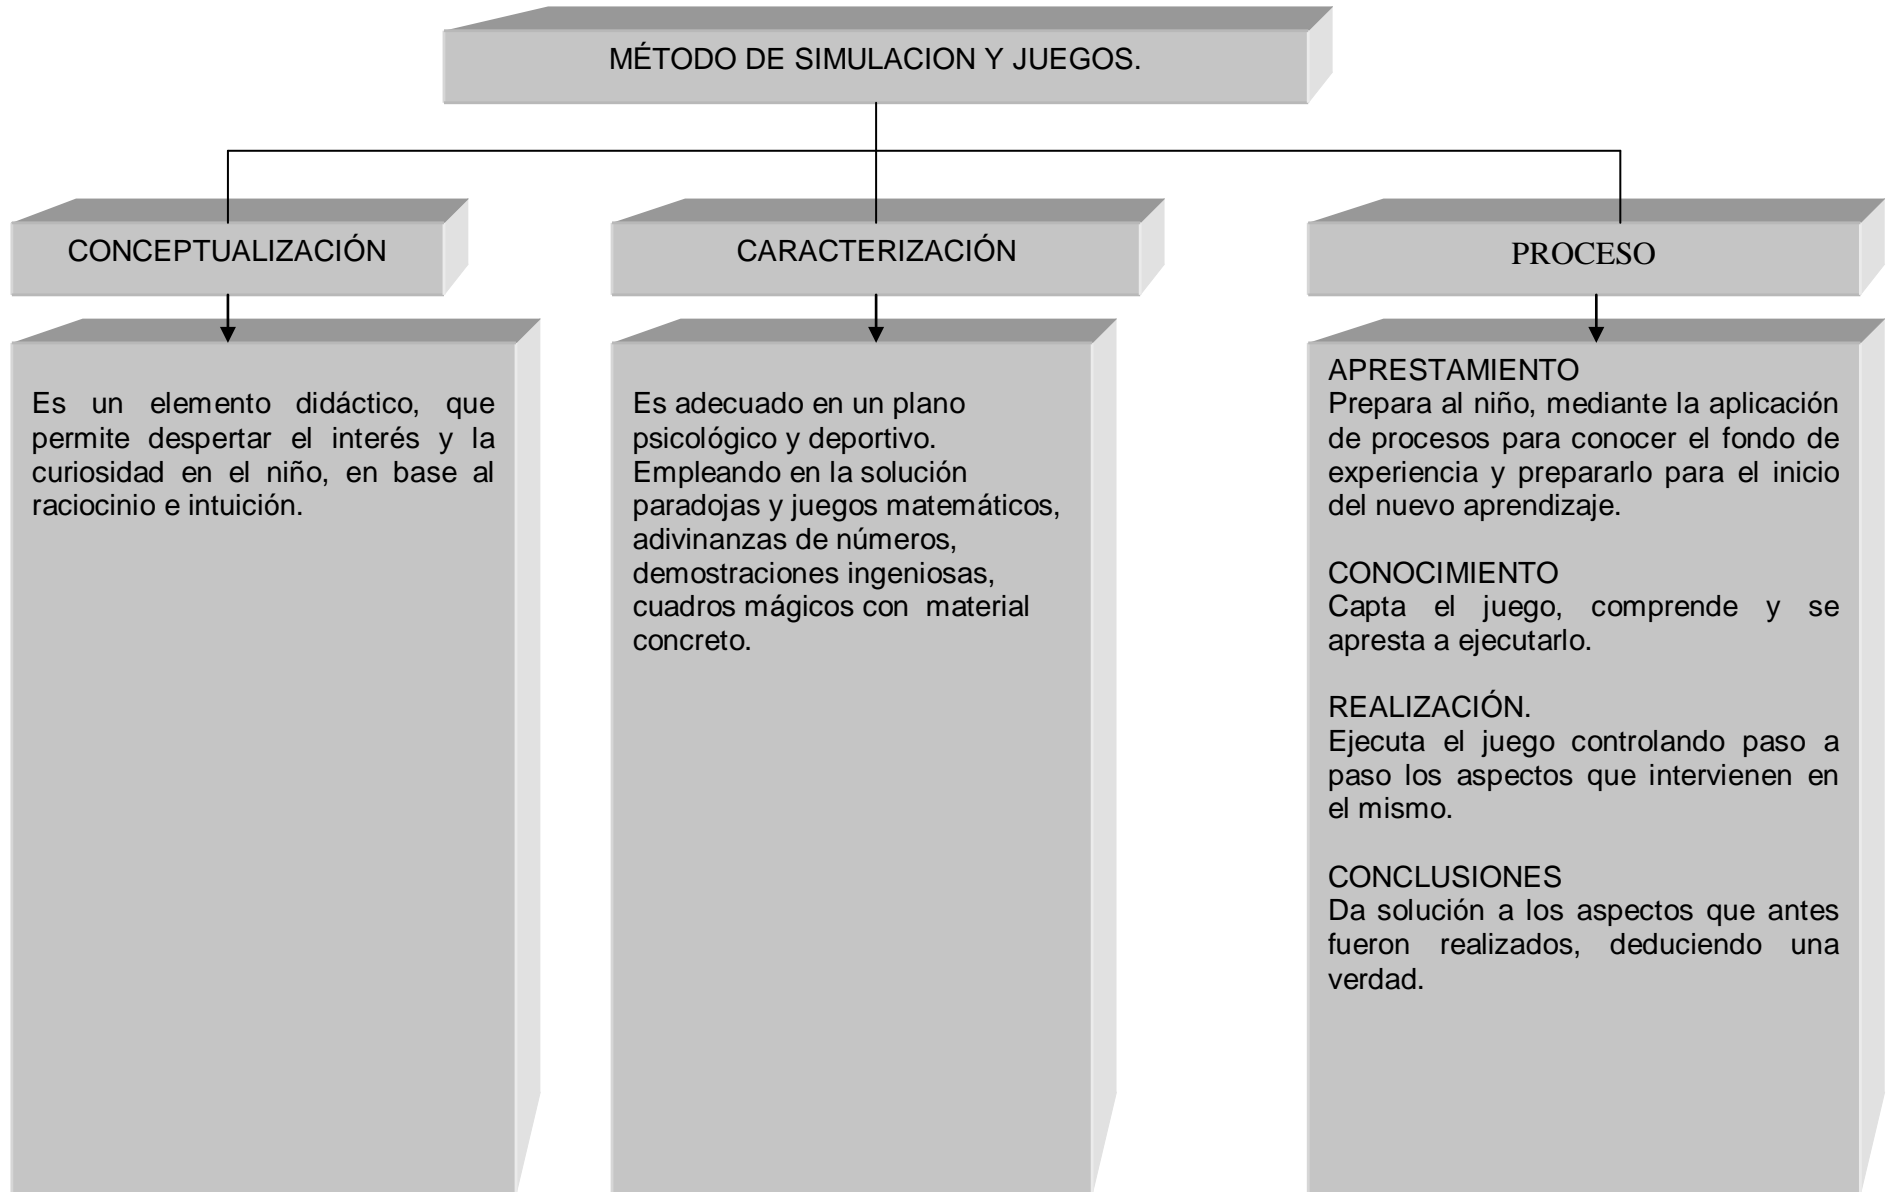 MÉTODO DE SIMULACION Y JUEGOS.
CONCEPTUALIZACIÓN
Es un elemento didáctico, que
permite despertar el interés y la
curiosidad en el niño, en base al
raciocinio e intuición.
CARACTERIZACIÓN
Es adecuado en un plano
psicológico y deportivo.
Empleando en la solución
paradojas y juegos matemáticos,
adivinanzas de números,
demostraciones ingeniosas,
cuadros mágicos con material
concreto.
PROCESO
APRESTAMIENTO
Prepara al niño, mediante la aplicación
de procesos para conocer el fondo de
experiencia y prepararlo para el inicio
del nuevo aprendizaje.
CONOCIMIENTO
Capta el juego, comprende y se
apresta a ejecutarlo.
REALIZACIÓN.
Ejecuta el juego controlando paso a
paso los aspectos que intervienen en
el mismo.
CONCLUSIONES
Da solución a los aspectos que antes
fueron realizados, deduciendo una
verdad.